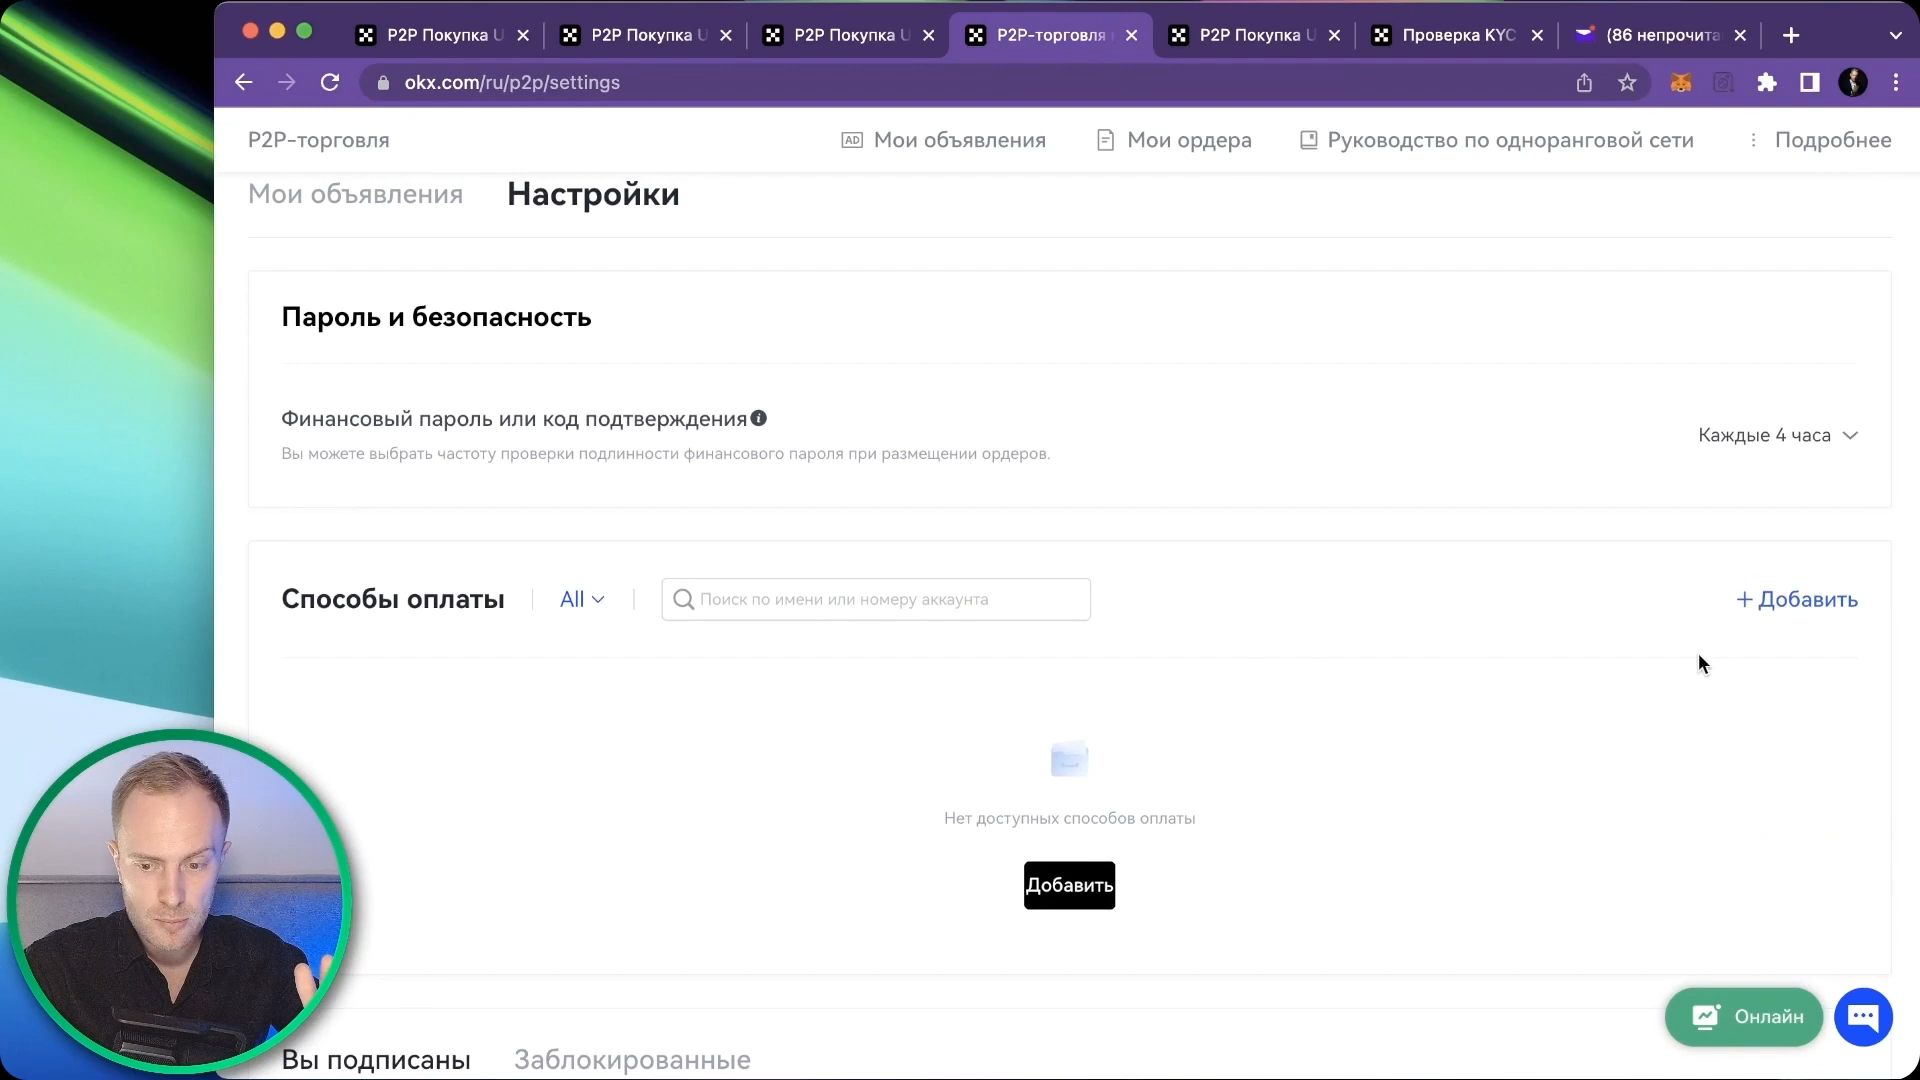 P2P Покупка U
P2P Покупка U
P2P Покупка U
P2P-торговля
P2P Покупка U
Проверка KYC
(86 непрочита
okx.com/ru/p2p/settings
P2P-торговля
AD Мои объявления
Мои ордера
Руководство по одноранговой сети
Подробнее
Мои объявления
Настройки
Пароль и безопасность
Финансовый пароль или код подтверждения
Вы можете выбрать частоту проверки подлинности финансового пароля при размещении ордеров.
Каждые 4 часа
Способы оплаты
All
Поиск по имени или номеру аккаунта
+ Добавить
Нет доступных способов оплаты
Добавить
Онлайн
Вы подписаны
Заблокированные